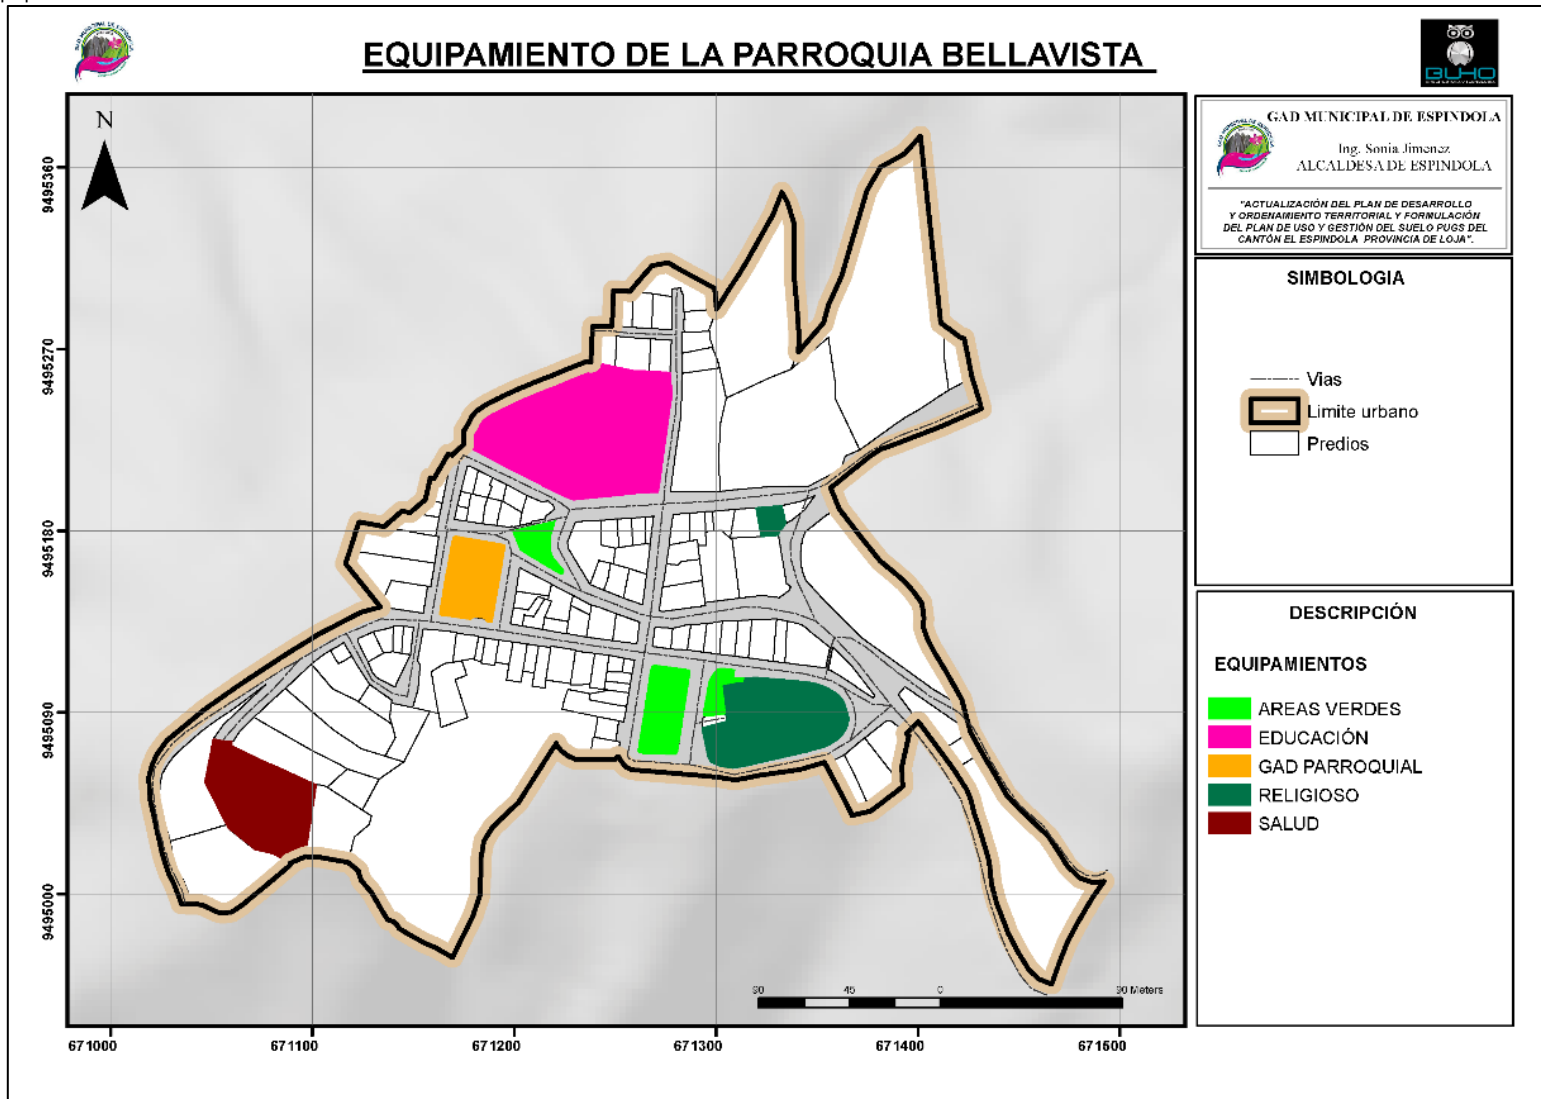 EQUIPAMIENTO DE LA PARROQUIA BELLAVISTA
BUHO
GAD MUNICIPAL DE ESPINDOLA
Ing. Sonia Jimenez
ALCALDESA DE ESPINDOLA
"ACTUALIZACIÓN DEL PLAN DE DESARROLLO
Y ORDENAMIENTO TERRITORIAL Y FORMULACIÓN
DEL PLAN DE USO Y GESTIÓN DEL SUELO PUGS DEL
CANTÓN EL ESPINDOLA PROVINCIA DE LOJA".
SIMBOLOGIA
Vias
Limite urbano
Predios
DESCRIPCIÓN
EQUIPAMIENTOS
AREAS VERDES
EDUCACIÓN
GAD PARROQUIAL
RELIGIOSO
SALUD
N
9495360
9495270
9495180
9495090
9495000
90 45 0 90 Meters
671000 671100 671200 671300 671400 671500